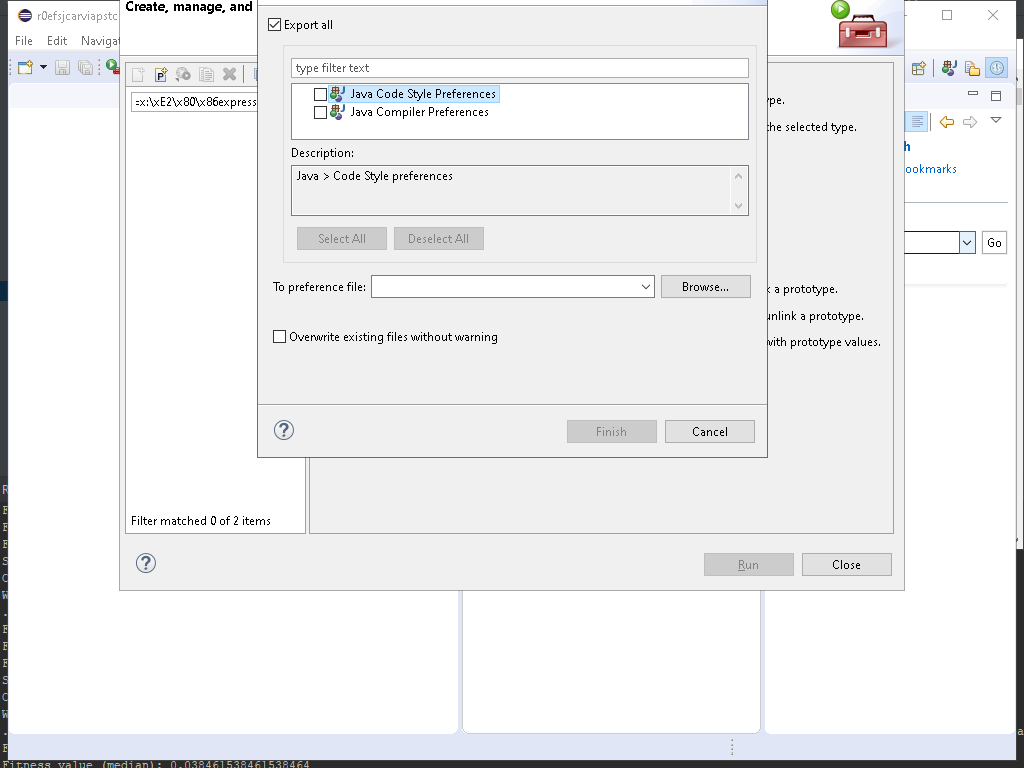 Create, manage, and
r0efsjcarviapstc
File Edit Navigat
Export all
type filter text
=x:\xE2\x80\x86express
Java Code Style Preferences
Java Compiler Preferences
ype.
the selected type.
Description:
Java > Code Style preferences
h
ookmarks
Select All
Deselect All
Go
To preference file:
Browse...
k a prototype.
unlink a prototype.
with prototype values.
Overwrite existing files without warning
Finish
Cancel
Filter matched 0 of 2 items
Run
Close
Fitness value (median): 0.038461538461538464